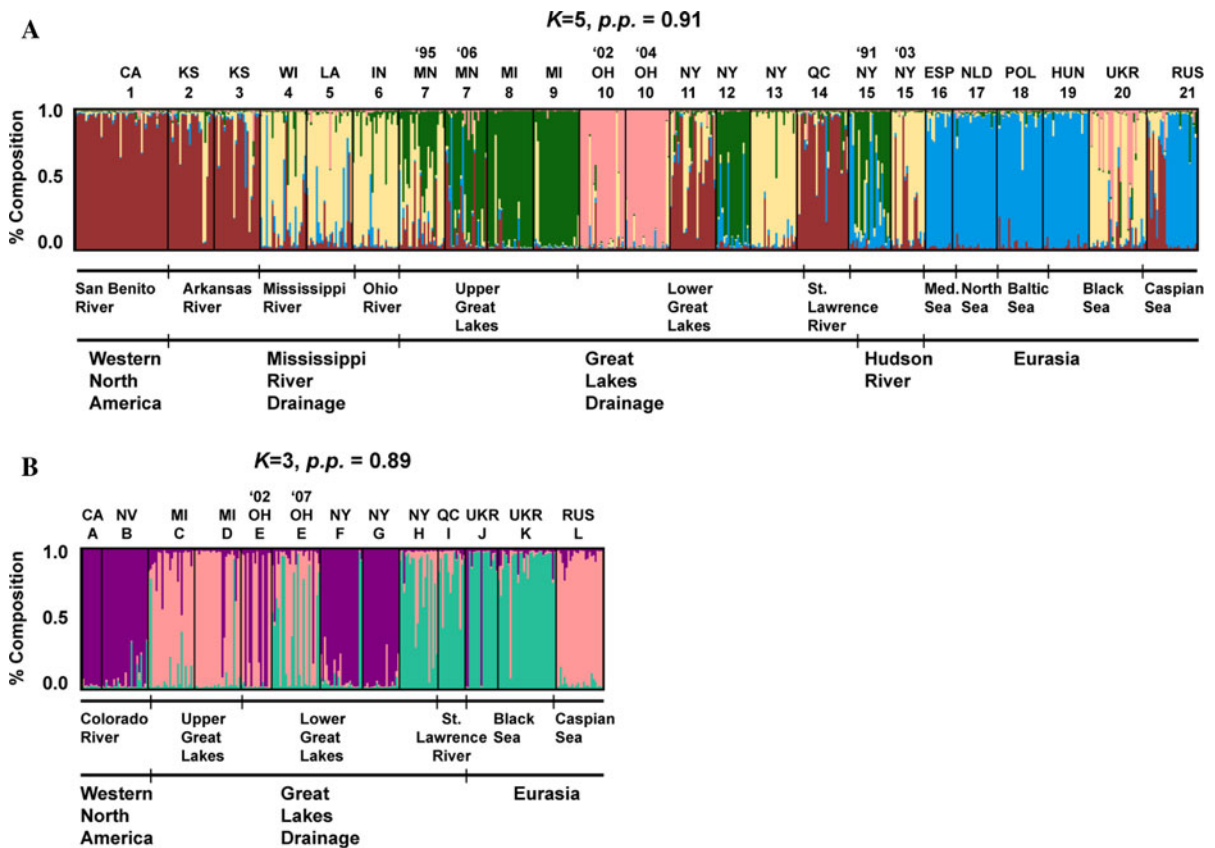 A
K=5, p.p. = 0.91
‘95 ‘06 ‘02 ‘04 ‘91 ‘03
CA KS KS WI LA IN MN MN MI MI OH OH NY NY NY QC NY NY ESP NLD POL HUN UKR RUS
1 2 3 4 5 6 7 7 8 9 10 10 11 12 13 14 15 15 16 17 18 19 20 21
% Composition
1.0
0.5
0.0
San Benito Arkansas Mississippi Ohio Upper Lower St. Med. North Baltic Black Caspian
River River River River Great Great Lawrence Sea Sea Sea Sea Sea
Lakes Lakes River
Western Mississippi Great Hudson Eurasia
North River Lakes River
America Drainage Drainage
B
K=3, p.p. = 0.89
‘02 ‘07
CA NV MI MI OH OH NY NY NY QC UKR UKR RUS
A B C D E E F G H I J K L
% Composition
1.0
0.5
0.0
Colorado Upper Lower St. Black Caspian
River Great Great Lawrence Sea Sea
Lakes Lakes River
Western Great Eurasia
North Lakes
America Drainage